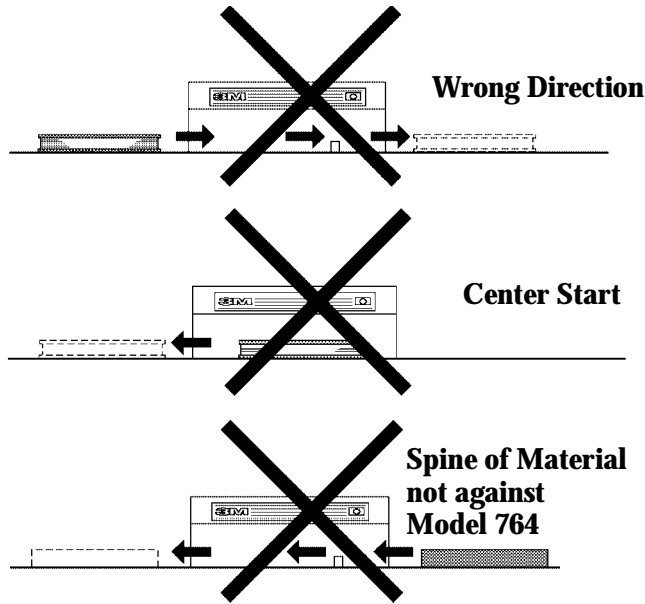 3M
Wrong Direction
3M
Center Start
Spine of Material
not against
Model 764
3M